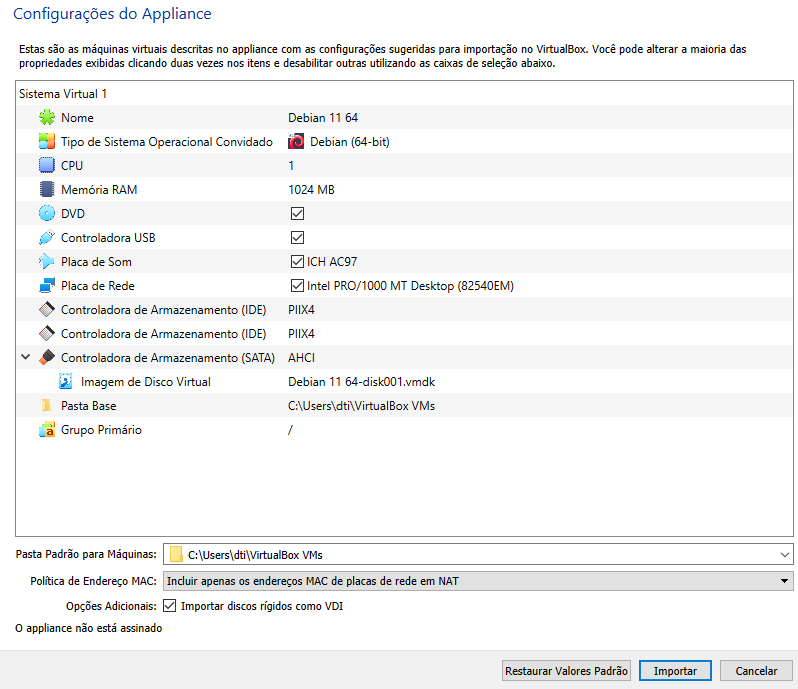 Configurações do Appliance
Estas são as máquinas virtuais descritas no appliance com as configurações sugeridas para importação no VirtualBox. Você pode alterar a maioria das
propriedades exibidas clicando duas vezes nos itens e desabilitar outras utilizando as caixas de seleção abaixo.
Sistema Virtual 1
Nome Debian 11 64
Tipo de Sistema Operacional Convidado Debian (64-bit)
CPU 1
Memória RAM 1024 MB
DVD
Controladora USB
Placa de Som ICH AC97
Placa de Rede Intel PRO/1000 MT Desktop (82540EM)
Controladora de Armazenamento (IDE) PIIX4
Controladora de Armazenamento (IDE) PIIX4
Controladora de Armazenamento (SATA) AHCI
Imagem de Disco Virtual Debian 11 64-disk001.vmdk
Pasta Base C:\Users\dti\VirtualBox VMs
Grupo Primário /
Pasta Padrão para Máquinas: C:\Users\dti\VirtualBox VMs
Política de Endereço MAC: Incluir apenas os endereços MAC de placas de rede em NAT
Opções Adicionais: Importar discos rígidos como VDI
O appliance não está assinado
Restaurar Valores Padrão Importar Cancelar